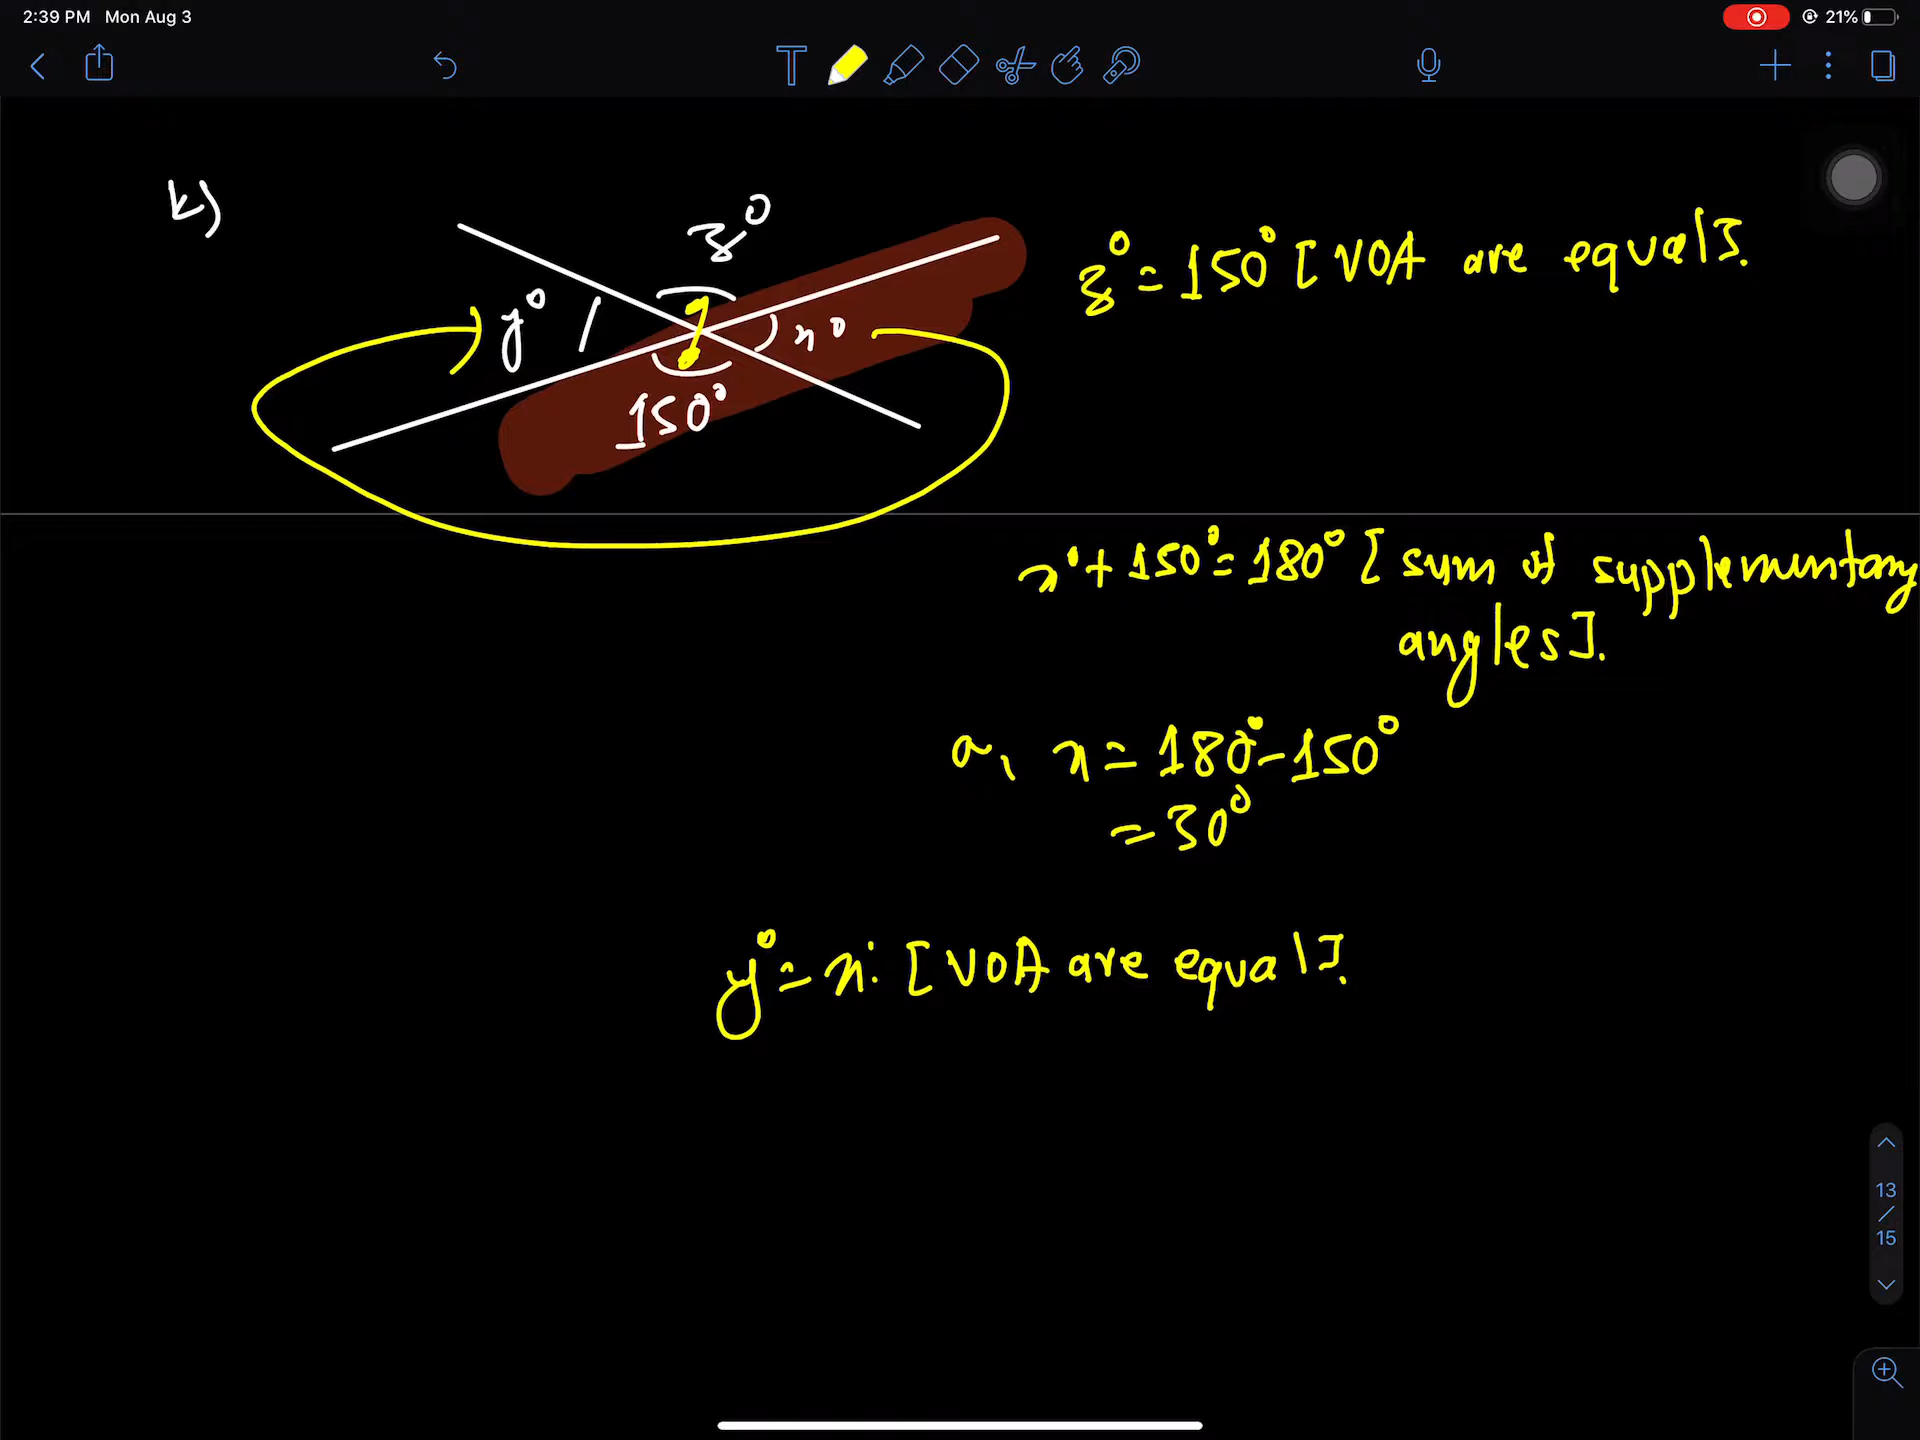 2:39 PM Mon Aug 3
21%
k)
z°
y°
x°
150°
z° = 150° [VOA are equal].
x° + 150° = 180° [sum of supplementary
angles].
or, x = 180° - 150°
= 30°
y° = x° [VOA are equal].
13
/
15